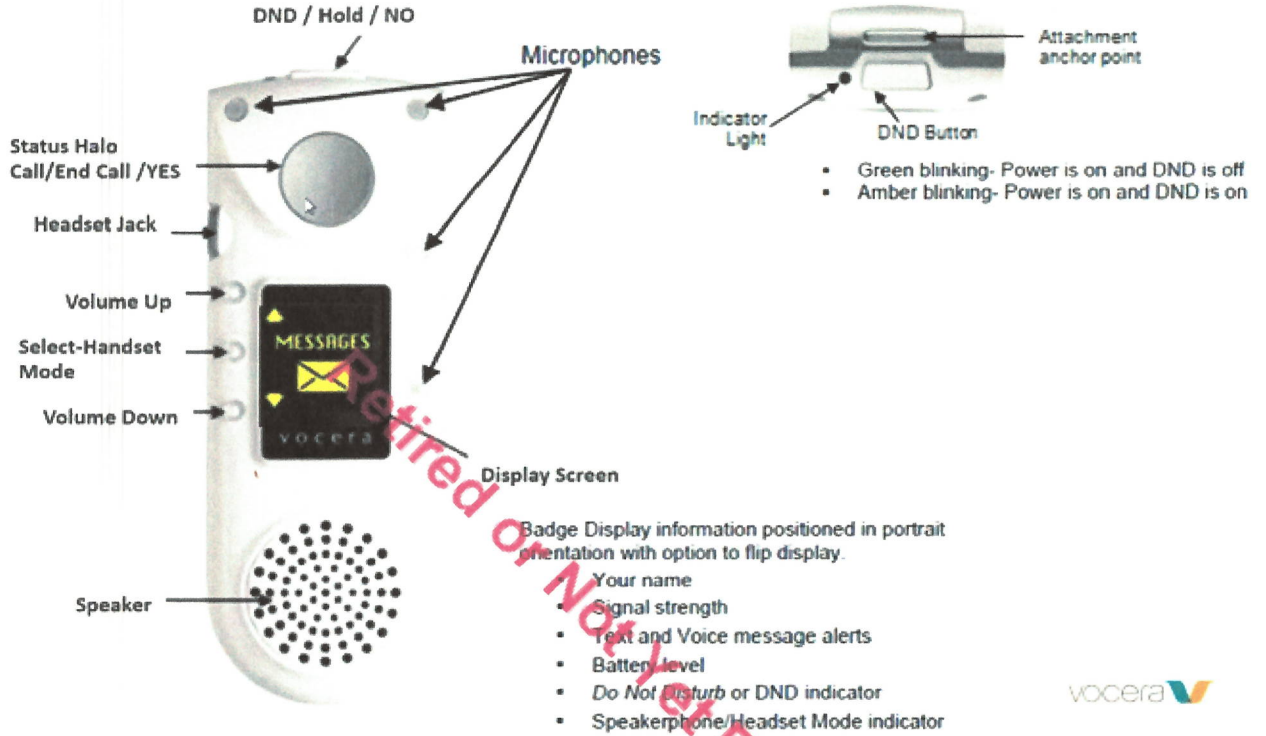 DND / Hold / NO
Microphones
Status Halo
Call/End Call /YES
Headset Jack
Volume Up
Select-Handset
Mode
Volume Down
MESSAGES
vocera
Display Screen
Speaker
Attachment
anchor point
Indicator
Light
DND Button
▪ Green blinking- Power is on and DND is off
▪ Amber blinking- Power is on and DND is on
Badge Display information positioned in portrait
orientation with option to flip display.
▪ Your name
▪ Signal strength
▪ Text and Voice message alerts
▪ Battery level
▪ Do Not Disturb or DND indicator
▪ Speakerphone/Headset Mode indicator
Retired or Not Yet
vocera